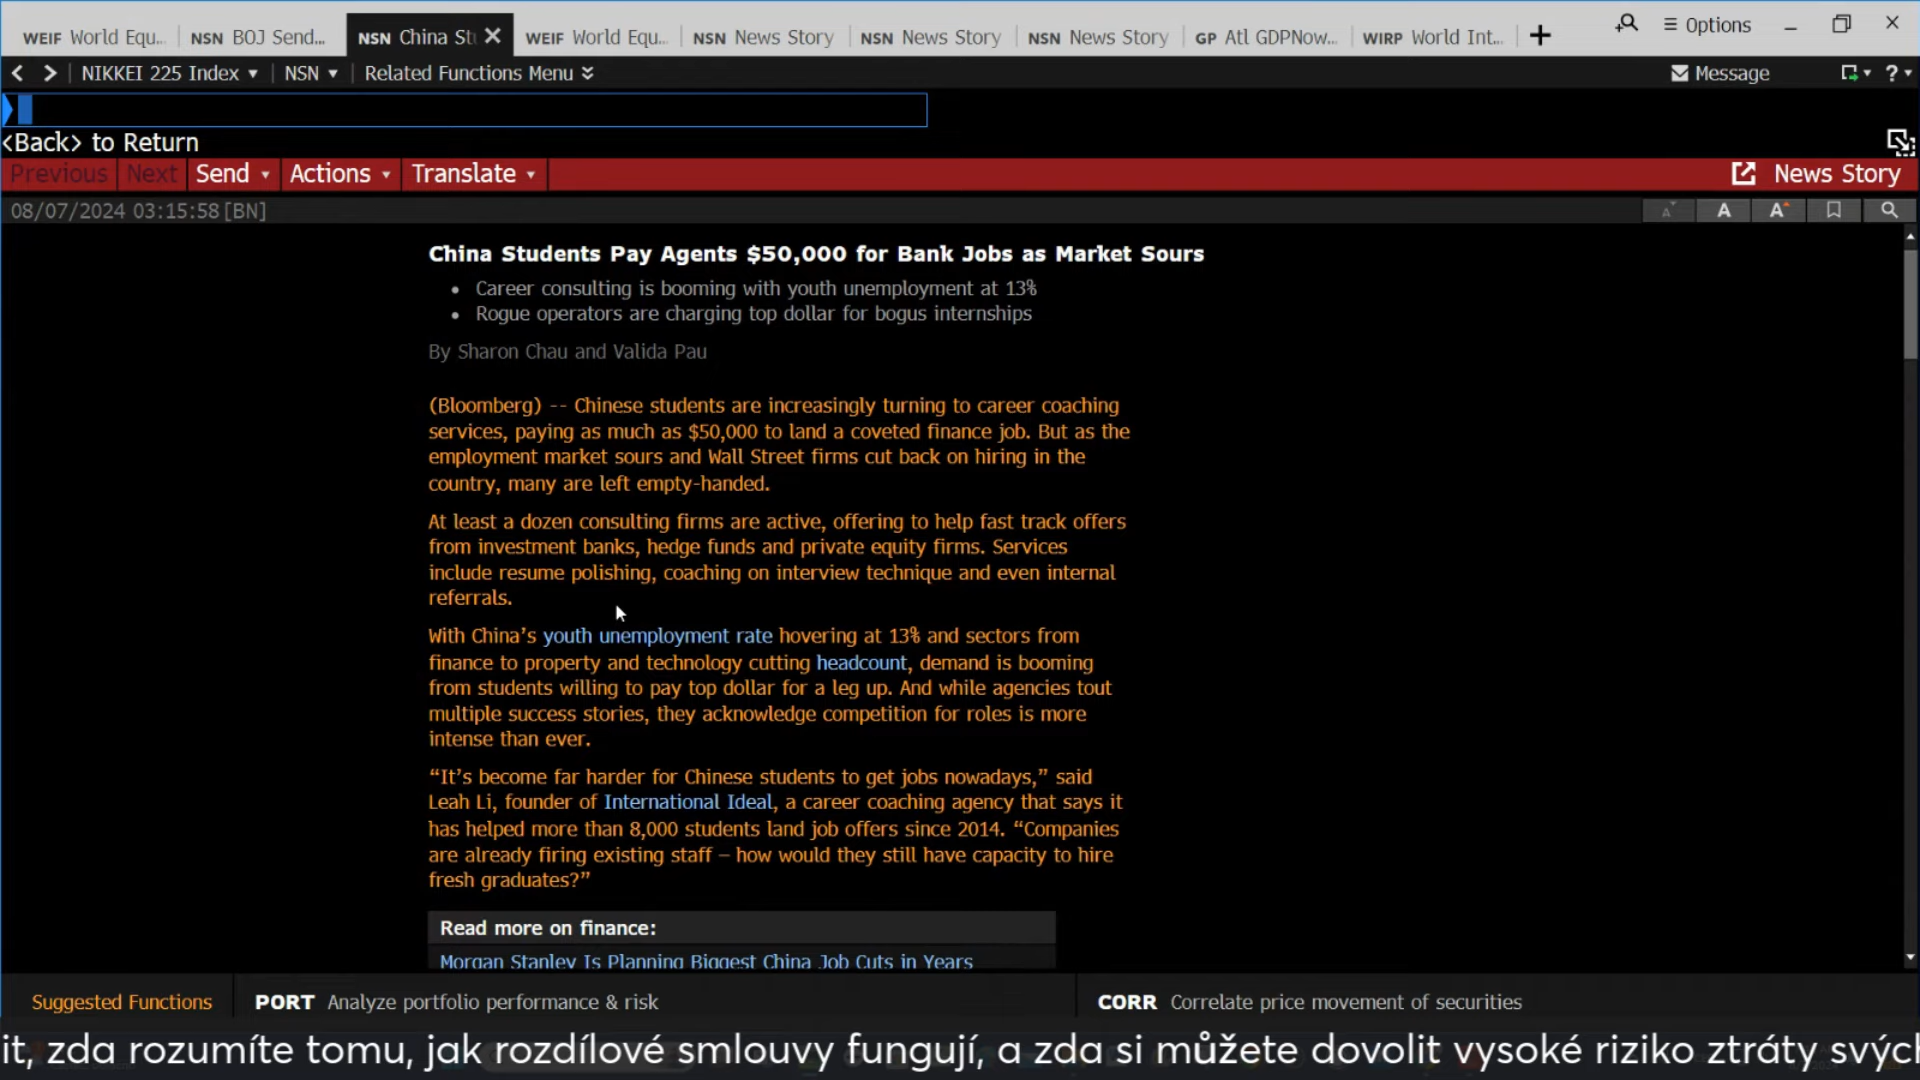 WEIF World Equ...
NSN BOJ Send...
NSN China St
WEIF World Equ...
NSN News Story
NSN News Story
NSN News Story
GP Atl GDPNow...
WIRP World Int...
Options
NIKKEI 225 Index
NSN
Related Functions Menu
Message
?
<Back> to Return
Previous Next Send Actions Translate
News Story
08/07/2024 03:15:58[BN]
A A A
China Students Pay Agents $50,000 for Bank Jobs as Market Sours
• Career consulting is booming with youth unemployment at 13%
• Rogue operators are charging top dollar for bogus internships
By Sharon Chau and Valida Pau
(Bloomberg) -- Chinese students are increasingly turning to career coaching
services, paying as much as $50,000 to land a coveted finance job. But as the
employment market sours and Wall Street firms cut back on hiring in the
country, many are left empty-handed.
At least a dozen consulting firms are active, offering to help fast track offers
from investment banks, hedge funds and private equity firms. Services
include resume polishing, coaching on interview technique and even internal
referrals.
With China’s youth unemployment rate hovering at 13% and sectors from
finance to property and technology cutting headcount, demand is booming
from students willing to pay top dollar for a leg up. And while agencies tout
multiple success stories, they acknowledge competition for roles is more
intense than ever.
“It’s become far harder for Chinese students to get jobs nowadays,” said
Leah Li, founder of International Ideal, a career coaching agency that says it
has helped more than 8,000 students land job offers since 2014. “Companies
are already firing existing staff – how would they still have capacity to hire
fresh graduates?”
Read more on finance:
Morgan Stanley Is Planning Biggest China Job Cuts in Years
Suggested Functions
PORT Analyze portfolio performance & risk
CORR Correlate price movement of securities
it, zda rozumíte tomu, jak rozdílové smlouvy fungují, a zda si můžete dovolit vysoké riziko ztráty svých